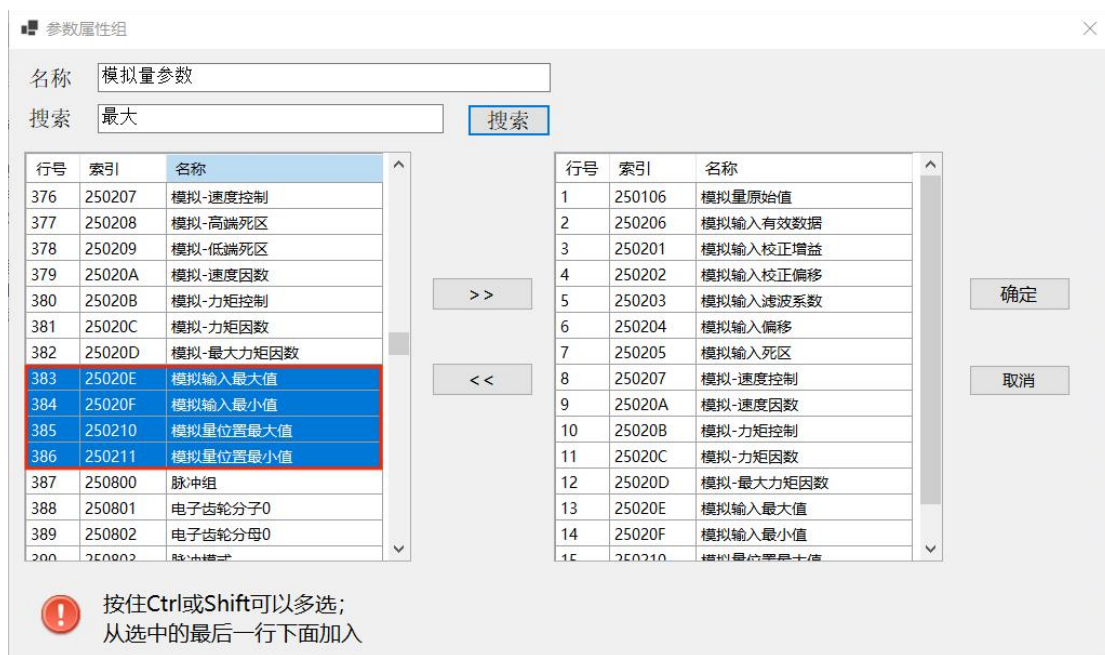 参数属性组
名称 模拟量参数
搜索 最大 搜索
行号 索引 名称
376 250207 模拟-速度控制
377 250208 模拟-高端死区
378 250209 模拟-低端死区
379 25020A 模拟-速度因数
380 25020B 模拟-力矩控制
381 25020C 模拟-力矩因数
382 25020D 模拟-最大力矩因数
383 25020E 模拟输入最大值
384 25020F 模拟输入最小值
385 250210 模拟量位置最大值
386 250211 模拟量位置最小值
387 250800 脉冲组
388 250801 电子齿轮分子0
389 250802 电子齿轮分母0
390 250803 脉冲模式
>>
<<
行号 索引 名称
1 250106 模拟量原始值
2 250206 模拟输入有效数据
3 250201 模拟输入校正增益
4 250202 模拟输入校正偏移
5 250203 模拟输入滤波系数
6 250204 模拟输入偏移
7 250205 模拟输入死区
8 250207 模拟-速度控制
9 25020A 模拟-速度因数
10 25020B 模拟-力矩控制
11 25020C 模拟-力矩因数
12 25020D 模拟-最大力矩因数
13 25020E 模拟输入最大值
14 25020F 模拟输入最小值
15 250210 模拟量位置最大值
确定
取消
按住Ctrl或Shift可以多选；
从选中的最后一行下面加入